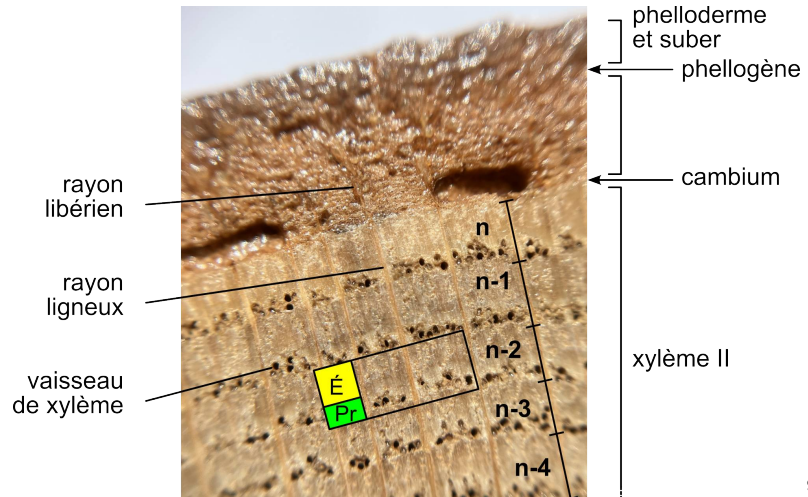 phelloderme
et suber
phellogène
cambium
rayon
libérien
n
rayon
ligneux
n-1
n-2
xylème II
vaisseau
de xylème
É
Pr
n-3
n-4